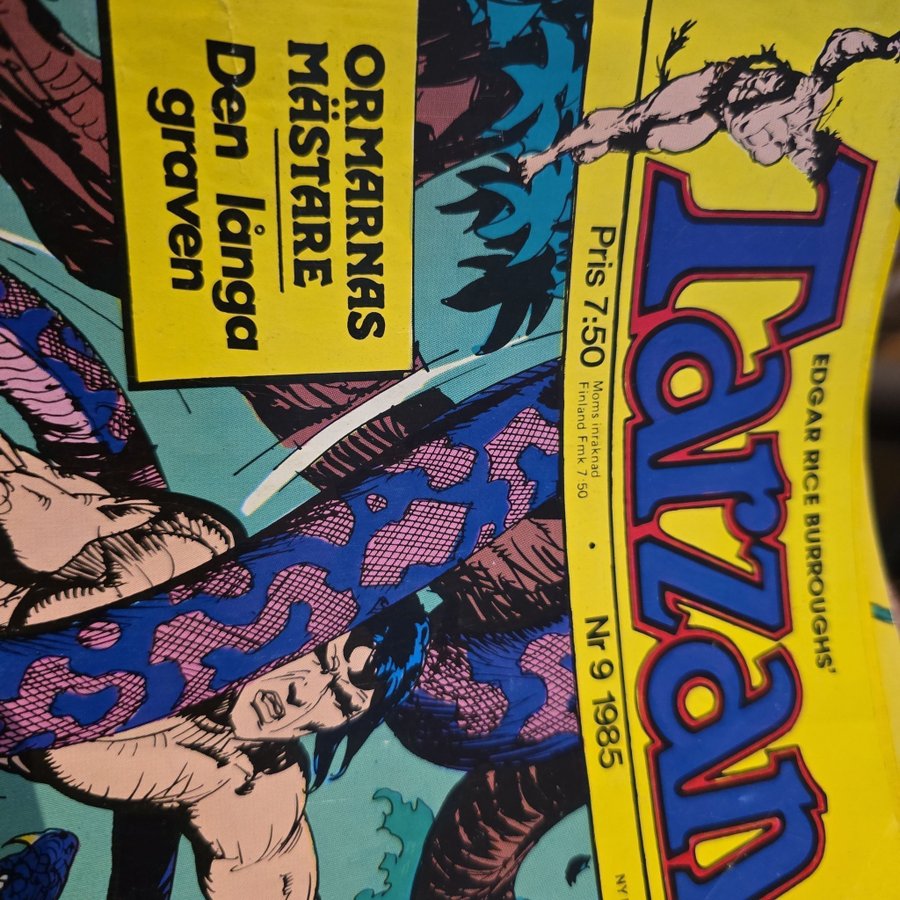 EDGAR RICE BURROUGHS'
Tarzan
Pris 7:50 Moms inräknad
Finland Fmk 7.50
• Nr 9 1985
NY
ORMARNAS
MÄSTARE
Den långa
graven